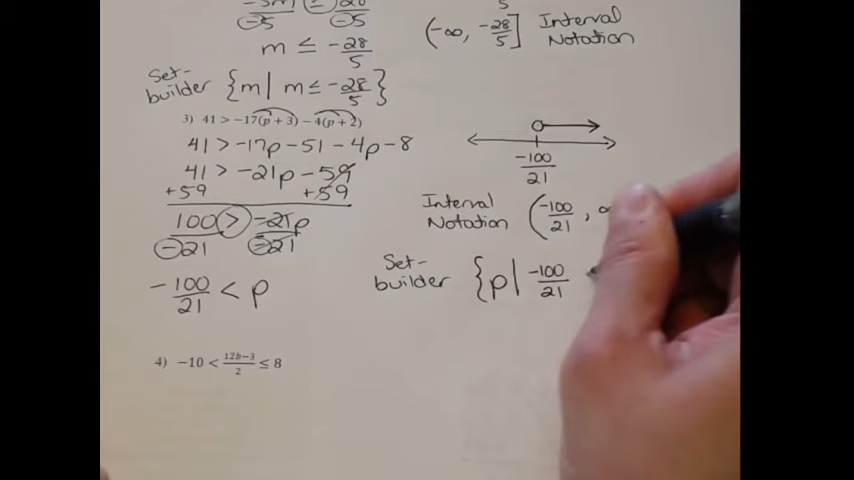 -5 -5
5
m ≤ -28/5
(-∞, -28/5] Interval Notation
Set-builder {m | m ≤ -28/5}
3) 41 > -17(p + 3) - 4(p + 2)
41 > -17p - 51 - 4p - 8
41 > -21p - 59
+59 +59
100 > -21p
-21 -21
-100/21 < p
-100/21
Interval Notation (-100/21, ∞
Set-builder {p | -100/21
4) -10 < (12b-3)/2 ≤ 8